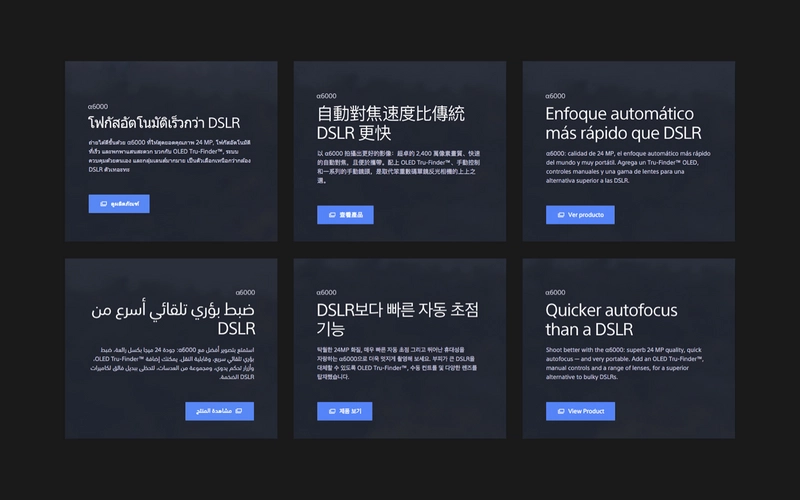 α6000
โฟกัสอัตโนมัติเร็วกว่า DSLR
ถ่ายได้ดีขึ้นด้วย α6000 ที่ให้สุดยอดคุณภาพ 24 MP, โฟกัสอัตโนมัติ
ที่เร็ว และพกพาแสนสะดวก บวกกับ OLED Tru-Finder™, ระบบ
ควบคุมด้วยตนเอง และกลุ่มเลนส์มากมาย เป็นตัวเลือกเหนือกว่ากล้อง
DSLR ตัวเทอะทะ
ดูผลิตภัณฑ์
α6000
自動對焦速度比傳統
DSLR 更快
以 α6000 拍攝出更好的影像：超卓的 2,400 萬像素畫質、快速
的自動對焦，且便於攜帶。配上 OLED Tru-Finder™、手動控制
和一系列的手動鏡頭，是取代笨重數碼單鏡反光相機的上上之
選。
查看產品
α6000
Enfoque automático
más rápido que DSLR
α6000: calidad de 24 MP, el enfoque automático más rápido
del mundo y muy portátil. Agrega un Tru-Finder™ OLED,
controles manuales y una gama de lentes para una
alternativa superior a las DSLR.
Ver producto
α6000
ضبط بؤري تلقائي أسرع من
DSLR
استمتع بتصوير أفضل مع α6000: جودة 24 ميجا بكسل رائعة، ضبط
بؤري تلقائي سريع، وقابلية النقل. يمكنك إضافة OLED Tru-Finder™،
وأزرار تحكم يدوي، ومجموعة من العدسات، لتحظى ببديل فائق لكاميرات
DSLR الضخمة.
مشاهدة المنتج
α6000
DSLR보다 빠른 자동 초점
기능
탁월한 24MP 화질, 매우 빠른 자동 초점 그리고 뛰어난 휴대성을
자랑하는 α6000으로 더욱 멋지게 촬영해 보세요. 부피가 큰 DSLR을
대체할 수 있도록 OLED Tru-Finder™, 수동 컨트롤 및 다양한 렌즈를
탑재했습니다.
제품 보기
α6000
Quicker autofocus
than a DSLR
Shoot better with the α6000: superb 24 MP quality, quick
autofocus — and very portable. Add an OLED Tru-Finder™,
manual controls and a range of lenses, for a superior
alternative to bulky DSLRs.
View Product